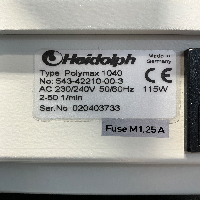 Heidolph
Made in
Germany
Type Polymax 1040
No: 543-42210-00-3
AC 230/240V 50/60Hz 115W
2-50 1/min
Ser.No 020403733
CE
Fuse M1,25A